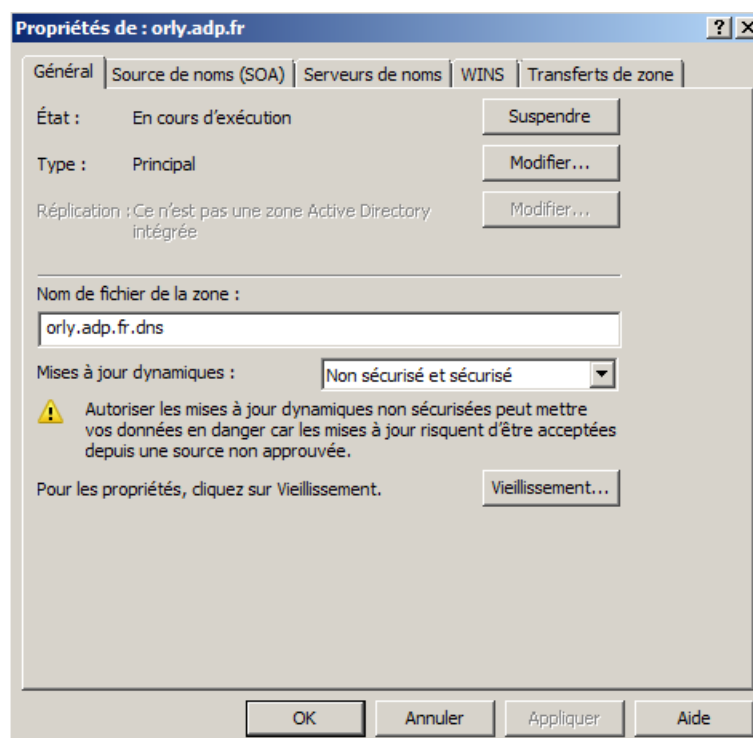 Propriétés de : orly.adp.fr
Général Source de noms (SOA) Serveurs de noms WINS Transferts de zone
État : En cours d'exécution Suspendre
Type : Principal Modifier...
Réplication : Ce n'est pas une zone Active Directory Modifier...
intégrée
Nom de fichier de la zone :
orly.adp.fr.dns
Mises à jour dynamiques : Non sécurisé et sécurisé
Autoriser les mises à jour dynamiques non sécurisées peut mettre
vos données en danger car les mises à jour risquent d'être acceptées
depuis une source non approuvée.
Pour les propriétés, cliquez sur Vieillissement. Vieillissement...
OK Annuler Appliquer Aide